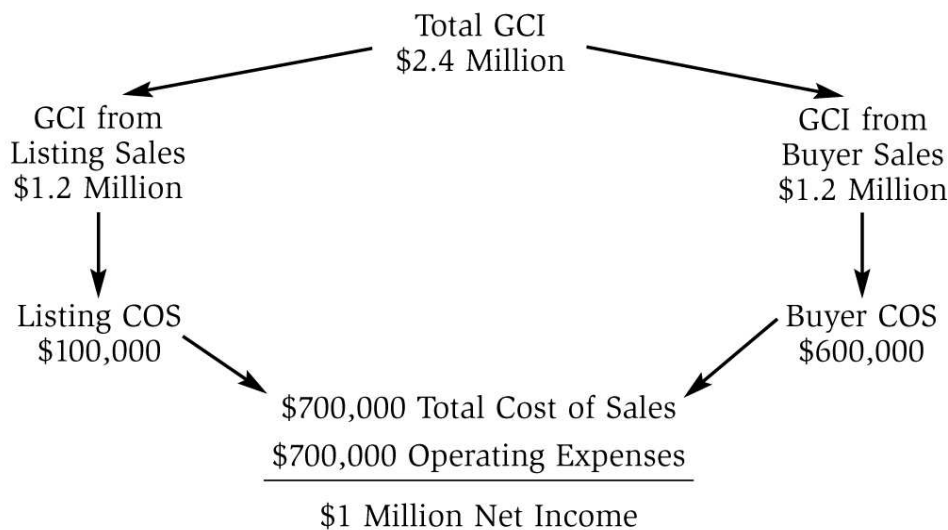 Total GCI
$2.4 Million
GCI from
Listing Sales
$1.2 Million
GCI from
Buyer Sales
$1.2 Million
Listing COS
$100,000
Buyer COS
$600,000
$700,000 Total Cost of Sales
$700,000 Operating Expenses
$1 Million Net Income